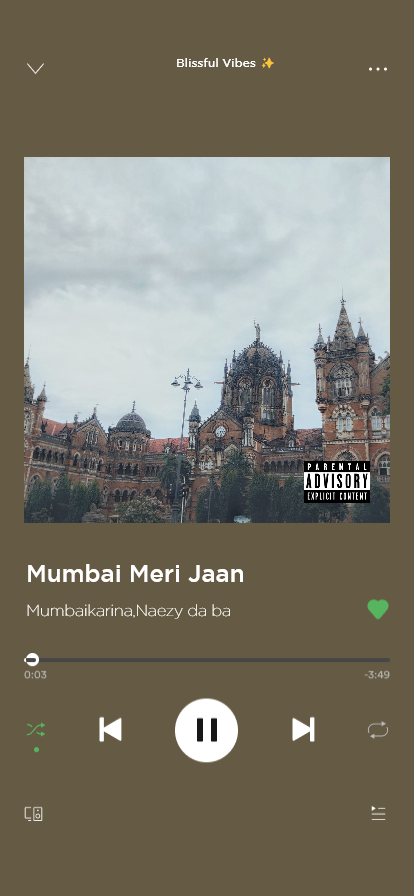 Blissful Vibes ✨
PARENTAL
ADVISORY
EXPLICIT CONTENT
Mumbai Meri Jaan
Mumbaikarina,Naezy da ba
0:03
-3:49